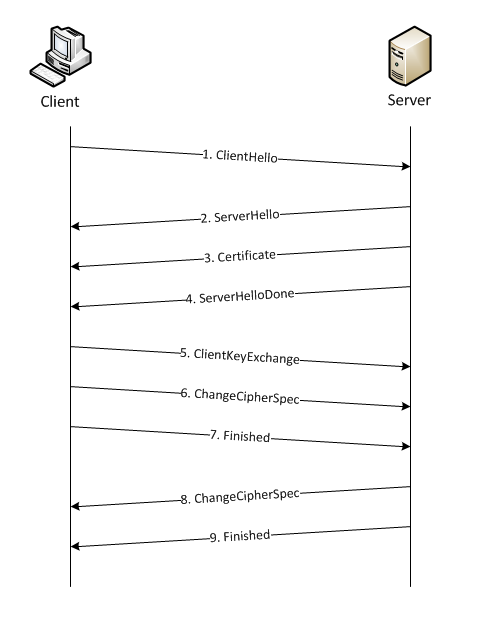 Client
Server
1. ClientHello
2. ServerHello
3. Certificate
4. ServerHelloDone
5. ClientKeyExchange
6. ChangeCipherSpec
7. Finished
8. ChangeCipherSpec
9. Finished